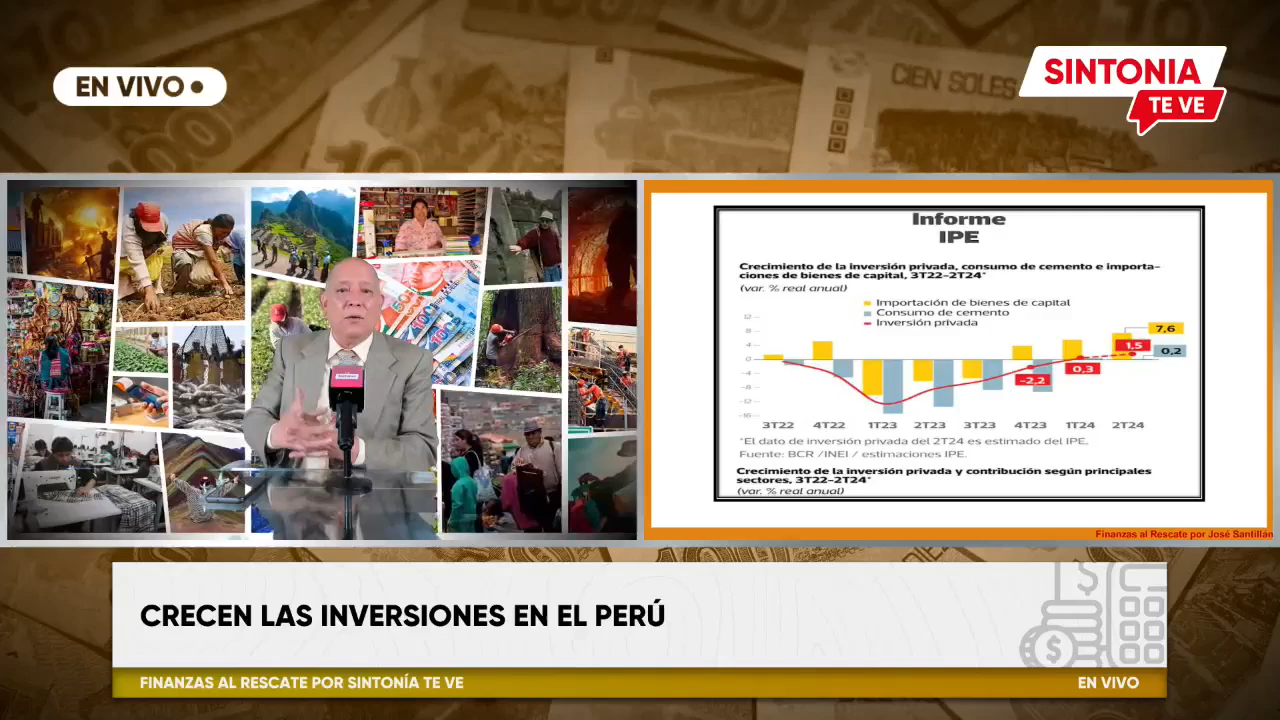 EN VIVO
CIEN SOLES
SINTONIA
TE VE
Informe
IPE
Crecimiento de la inversión privada, consumo de cemento e importa-
ciones de bienes de capital, 3T22-2T24*
(var. % real anual)
Importación de bienes de capital
Consumo de cemento
Inversión privada
12
8
4
0
-4
-8
-12
-16
7,6
1,5
0,2
0,3
-2,2
3T22 4T22 1T23 2T23 3T23 4T23 1T24 2T24
*El dato de inversión privada del 2T24 es estimado del IPE.
Fuente: BCR /INEI / estimaciones IPE.
Crecimiento de la inversión privada y contribución según principales
sectores, 3T22-2T24*
(var. % real anual)
Finanzas al Rescate por José Santillán
CRECEN LAS INVERSIONES EN EL PERÚ
FINANZAS AL RESCATE POR SINTONÍA TE VE
EN VIVO